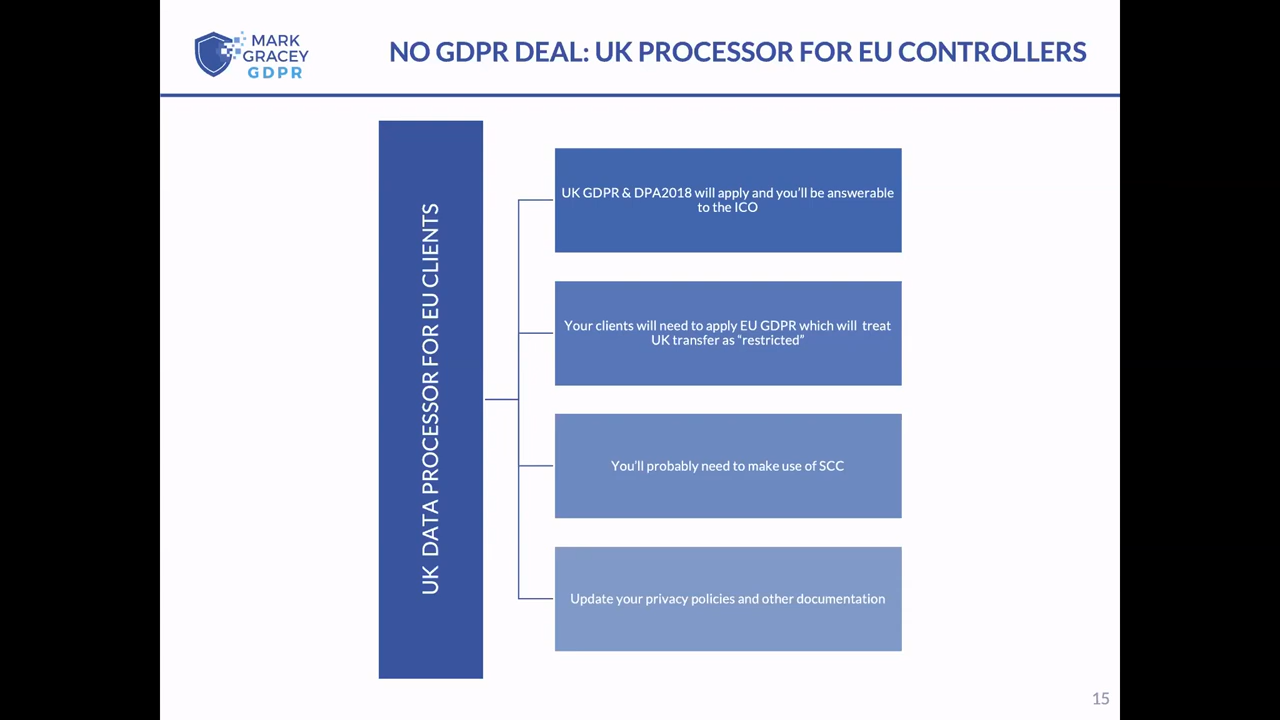 MARK
GRACEY
GDPR
NO GDPR DEAL: UK PROCESSOR FOR EU CONTROLLERS
UK DATA PROCESSOR FOR EU CLIENTS
UK GDPR & DPA2018 will apply and you'll be answerable
to the ICO
Your clients will need to apply EU GDPR which will treat
UK transfer as “restricted”
You'll probably need to make use of SCC
Update your privacy policies and other documentation
15